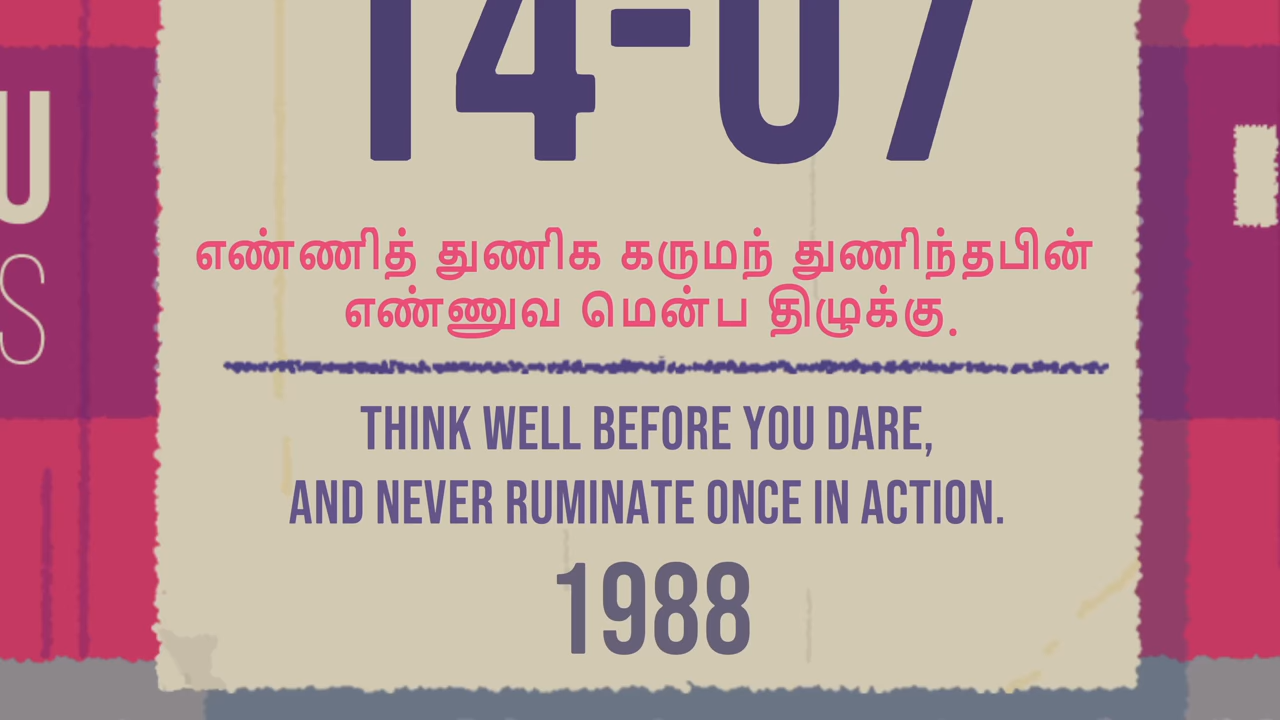 14-07
எண்ணித் துணிக கருமந் துணிந்தபின்
எண்ணுவ மென்ப திழுக்கு.
THINK WELL BEFORE YOU DARE,
AND NEVER RUMINATE ONCE IN ACTION.
1988